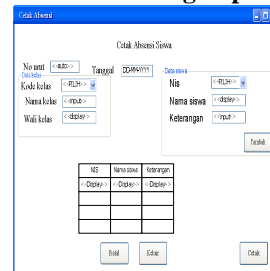 Cetak Absensi
Cetak Absensi Siswa
No urut <<auto>> Tanggal DD-MM-YYYY
Data kelas
Kode kelas <<PILIH>>
Nama kelas <<input>>
Wali kelas <<display>>
Data siswa
Nis <<PILIH>>
Nama siswa <<display>>
Keterangan <<input>>
Tambah
NIS Nama siswa Keterangan
<<Display>> <<Display>> <<Display>>
Batal Keluar Cetak